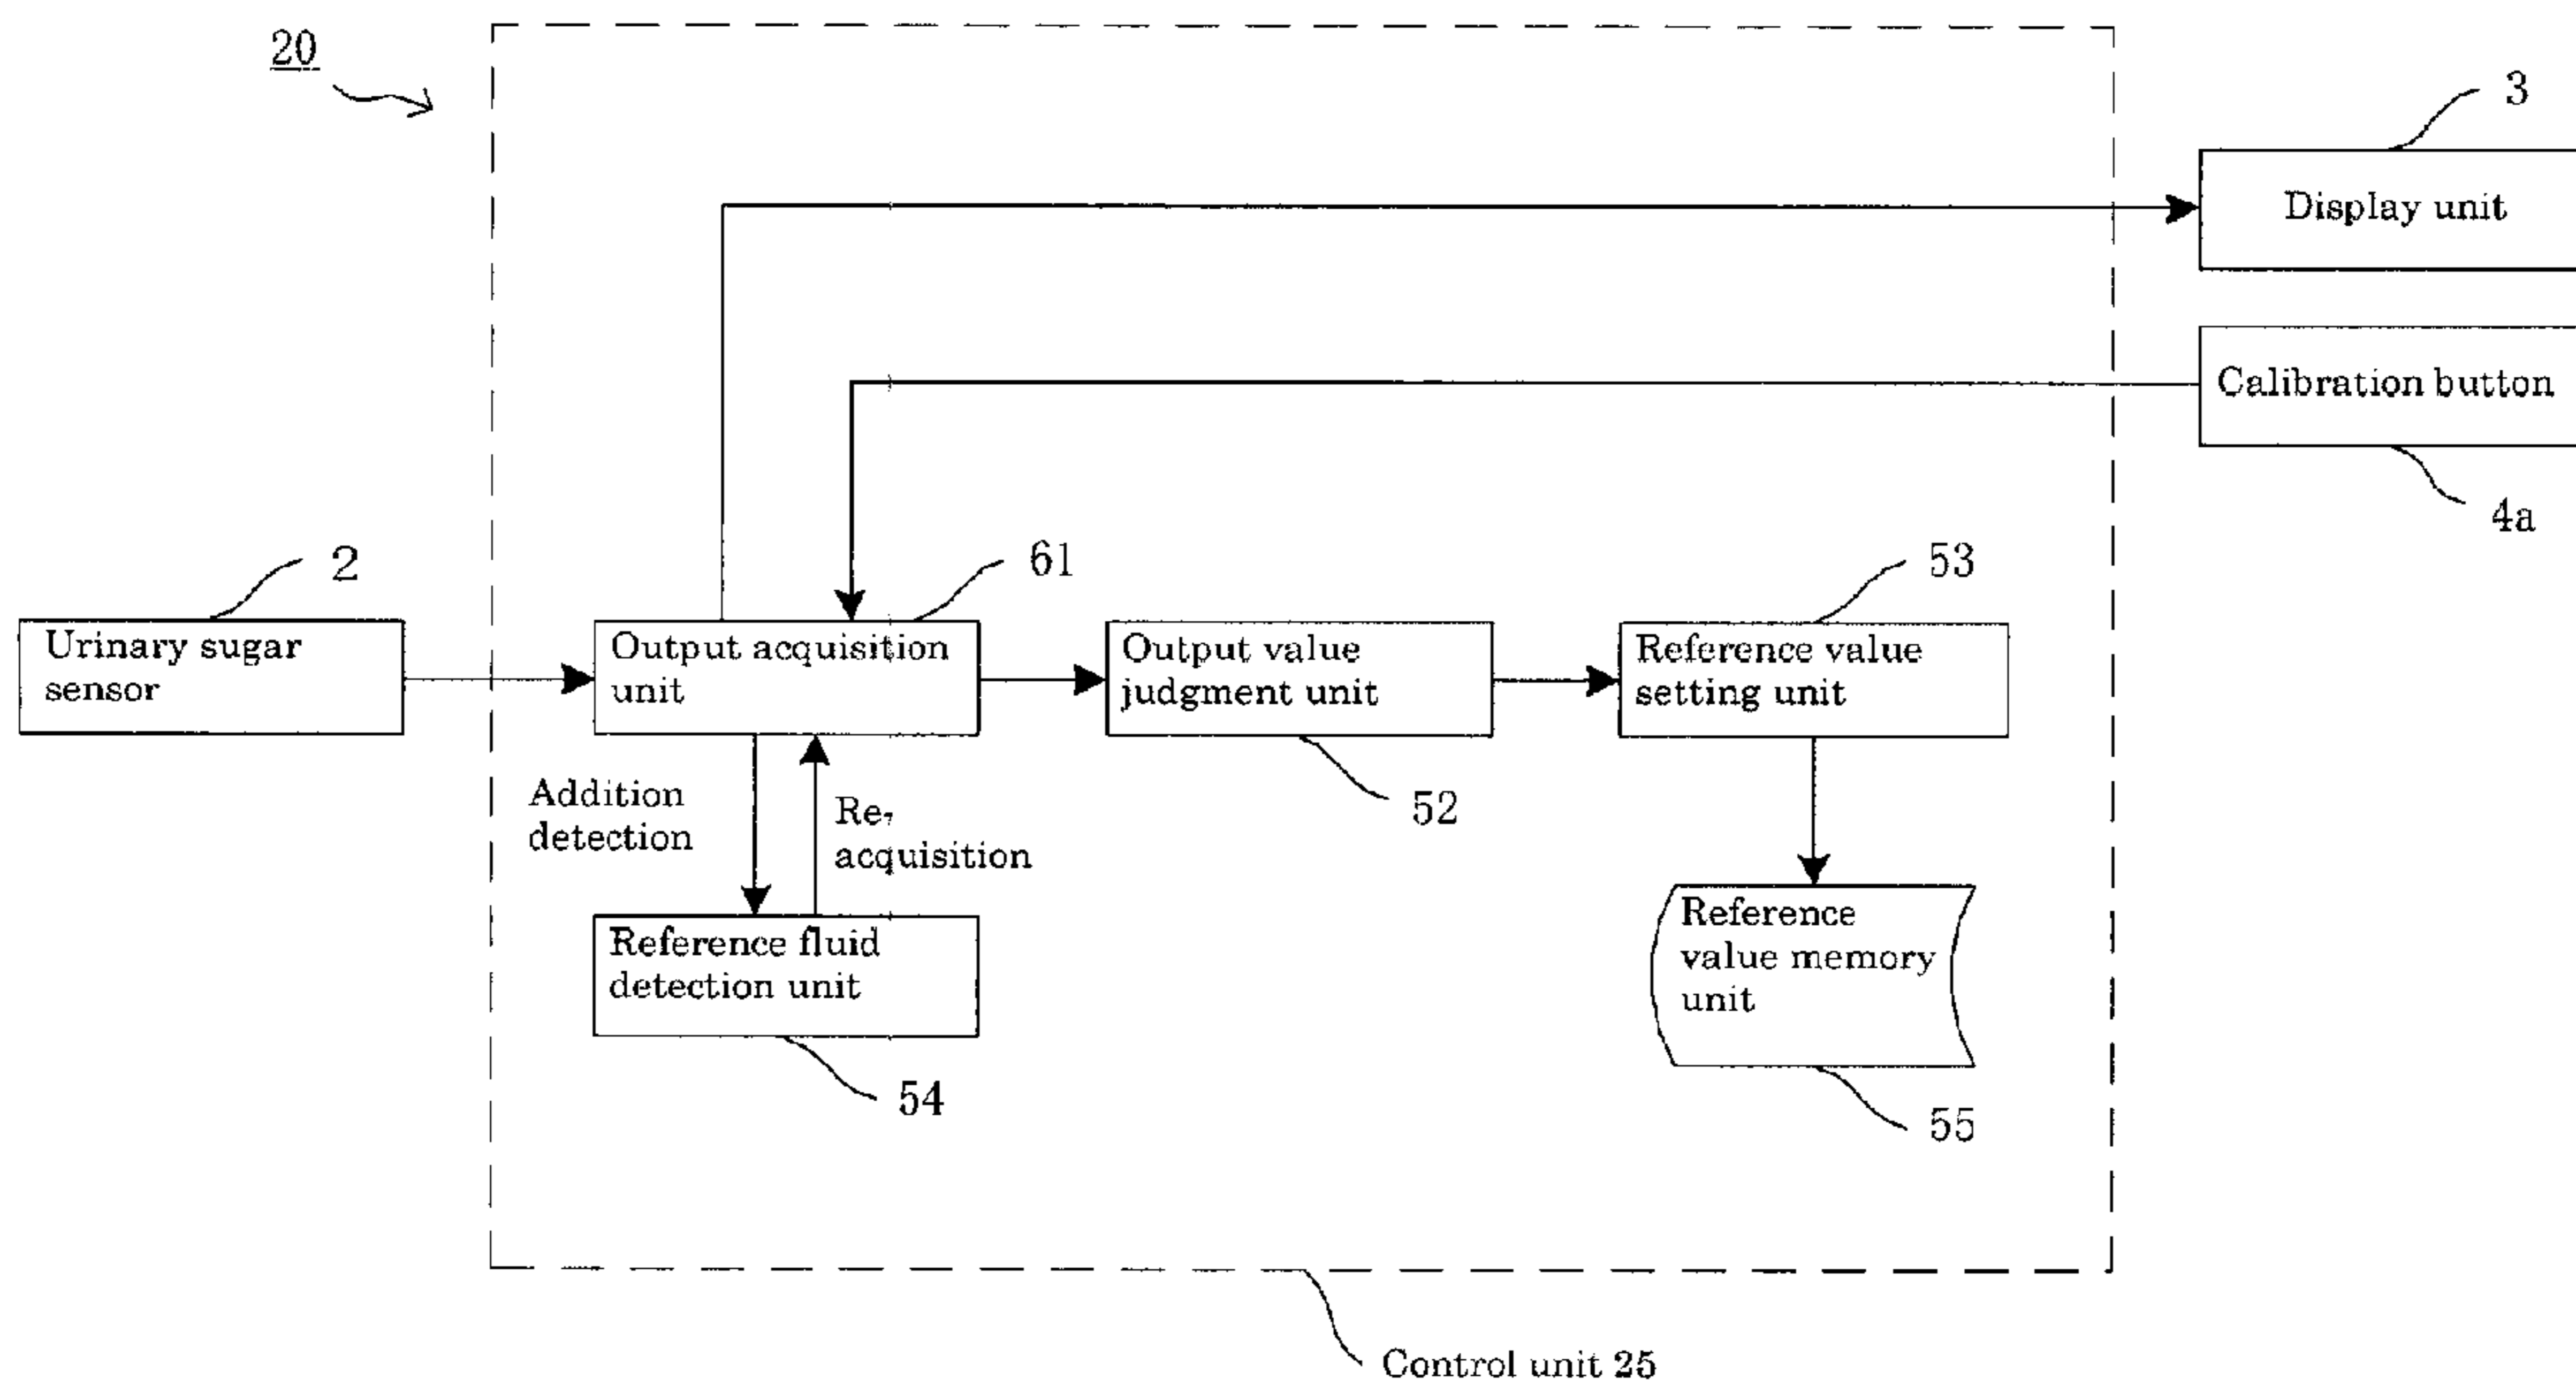 20
3
Display unit
Calibration button
4a
2
Urinary sugar
sensor
61
Output acquisition
unit
Output value
judgment unit
52
53
Reference value
setting unit
Addition
detection
Re-
acquisition
Reference fluid
detection unit
54
Reference
value memory
unit
55
Control unit 25